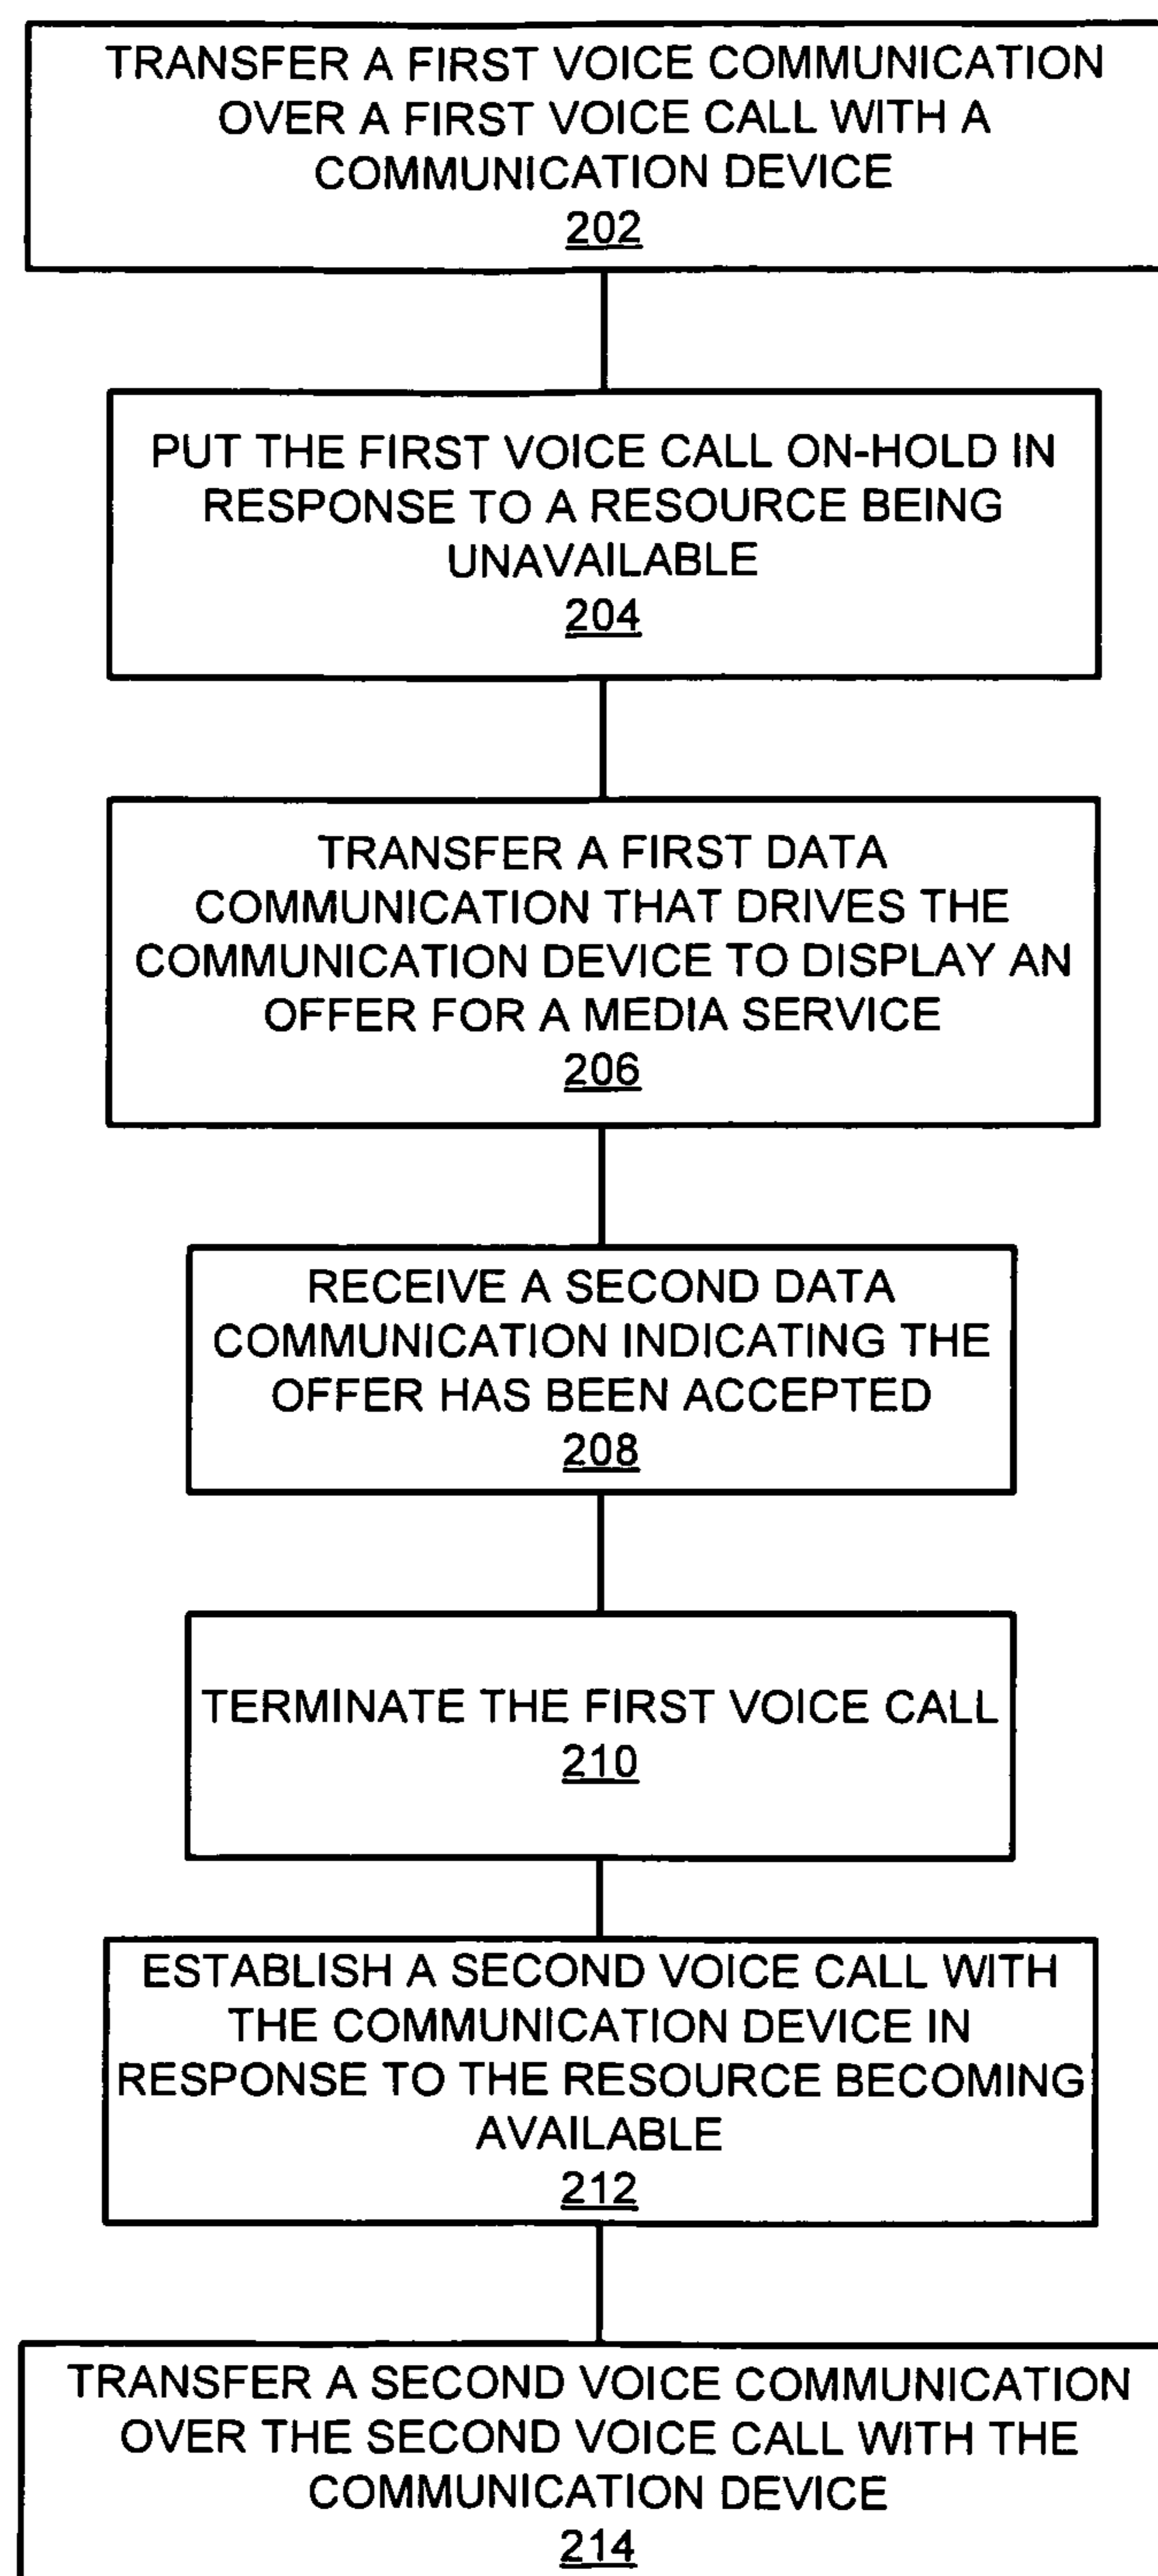 TRANSFER A FIRST VOICE COMMUNICATION
OVER A FIRST VOICE CALL WITH A
COMMUNICATION DEVICE
202
PUT THE FIRST VOICE CALL ON-HOLD IN
RESPONSE TO A RESOURCE BEING
UNAVAILABLE
204
TRANSFER A FIRST DATA
COMMUNICATION THAT DRIVES THE
COMMUNICATION DEVICE TO DISPLAY AN
OFFER FOR A MEDIA SERVICE
206
RECEIVE A SECOND DATA
COMMUNICATION INDICATING THE
OFFER HAS BEEN ACCEPTED
208
TERMINATE THE FIRST VOICE CALL
210
ESTABLISH A SECOND VOICE CALL WITH
THE COMMUNICATION DEVICE IN
RESPONSE TO THE RESOURCE BECOMING
AVAILABLE
212
TRANSFER A SECOND VOICE COMMUNICATION
OVER THE SECOND VOICE CALL WITH THE
COMMUNICATION DEVICE
214